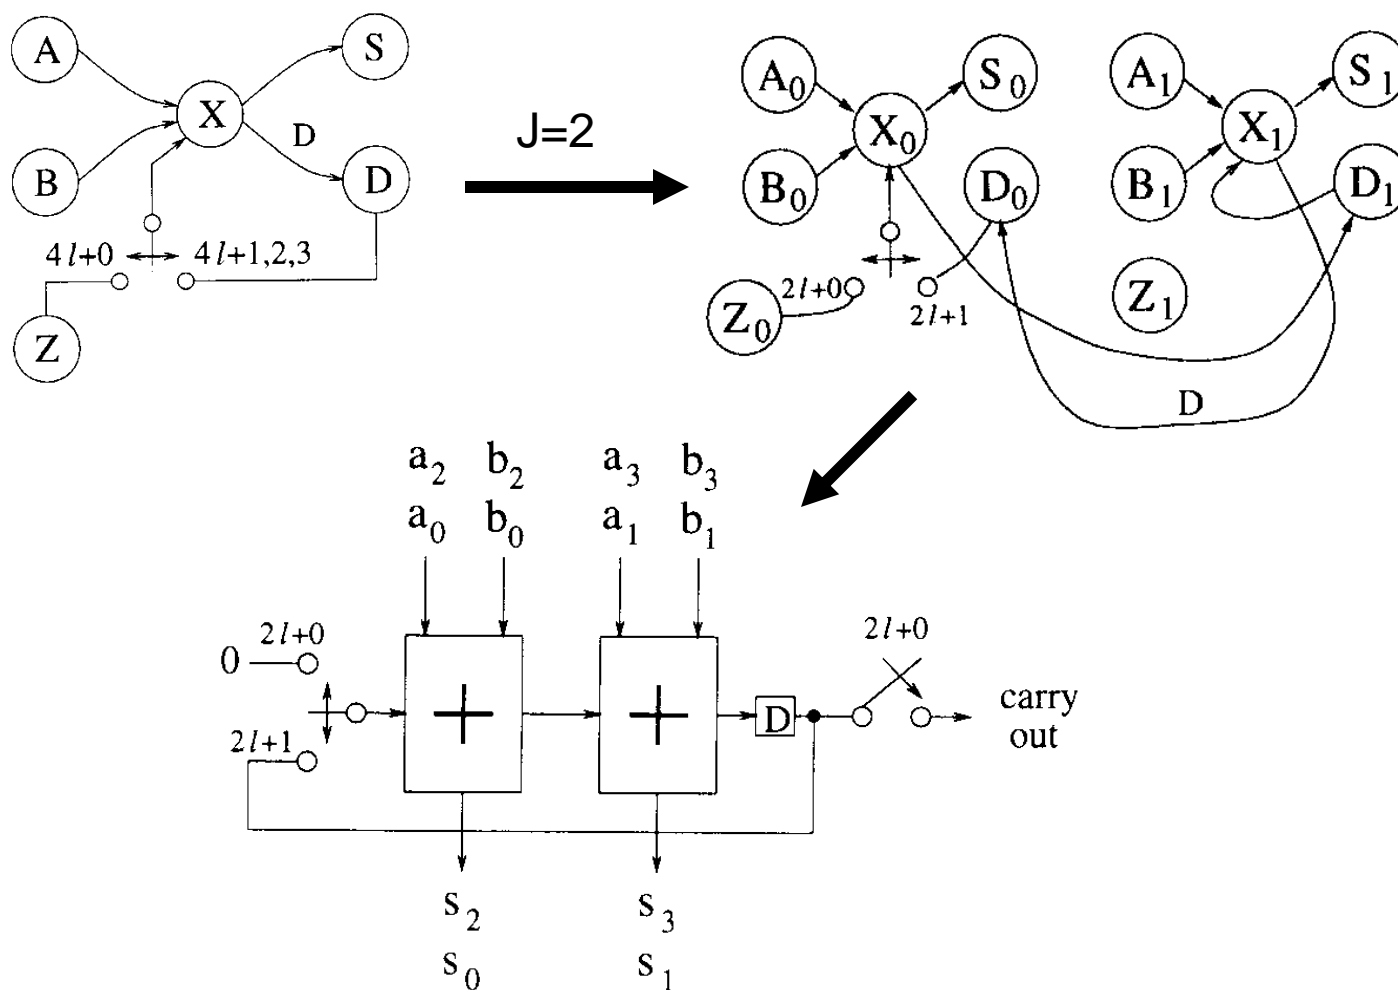 A
S
X
D
B
D
4l+0
4l+1,2,3
Z
J=2
A₀
S₀
X₀
B₀
D₀
2l+0
2l+1
Z₀
A₁
S₁
X₁
B₁
D₁
Z₁
D
a₂ b₂ a₃ b₃
a₀ b₀ a₁ b₁
2l+0
0
2l+1
+
+
D
2l+0
carry
out
s₂ s₃
s₀ s₁